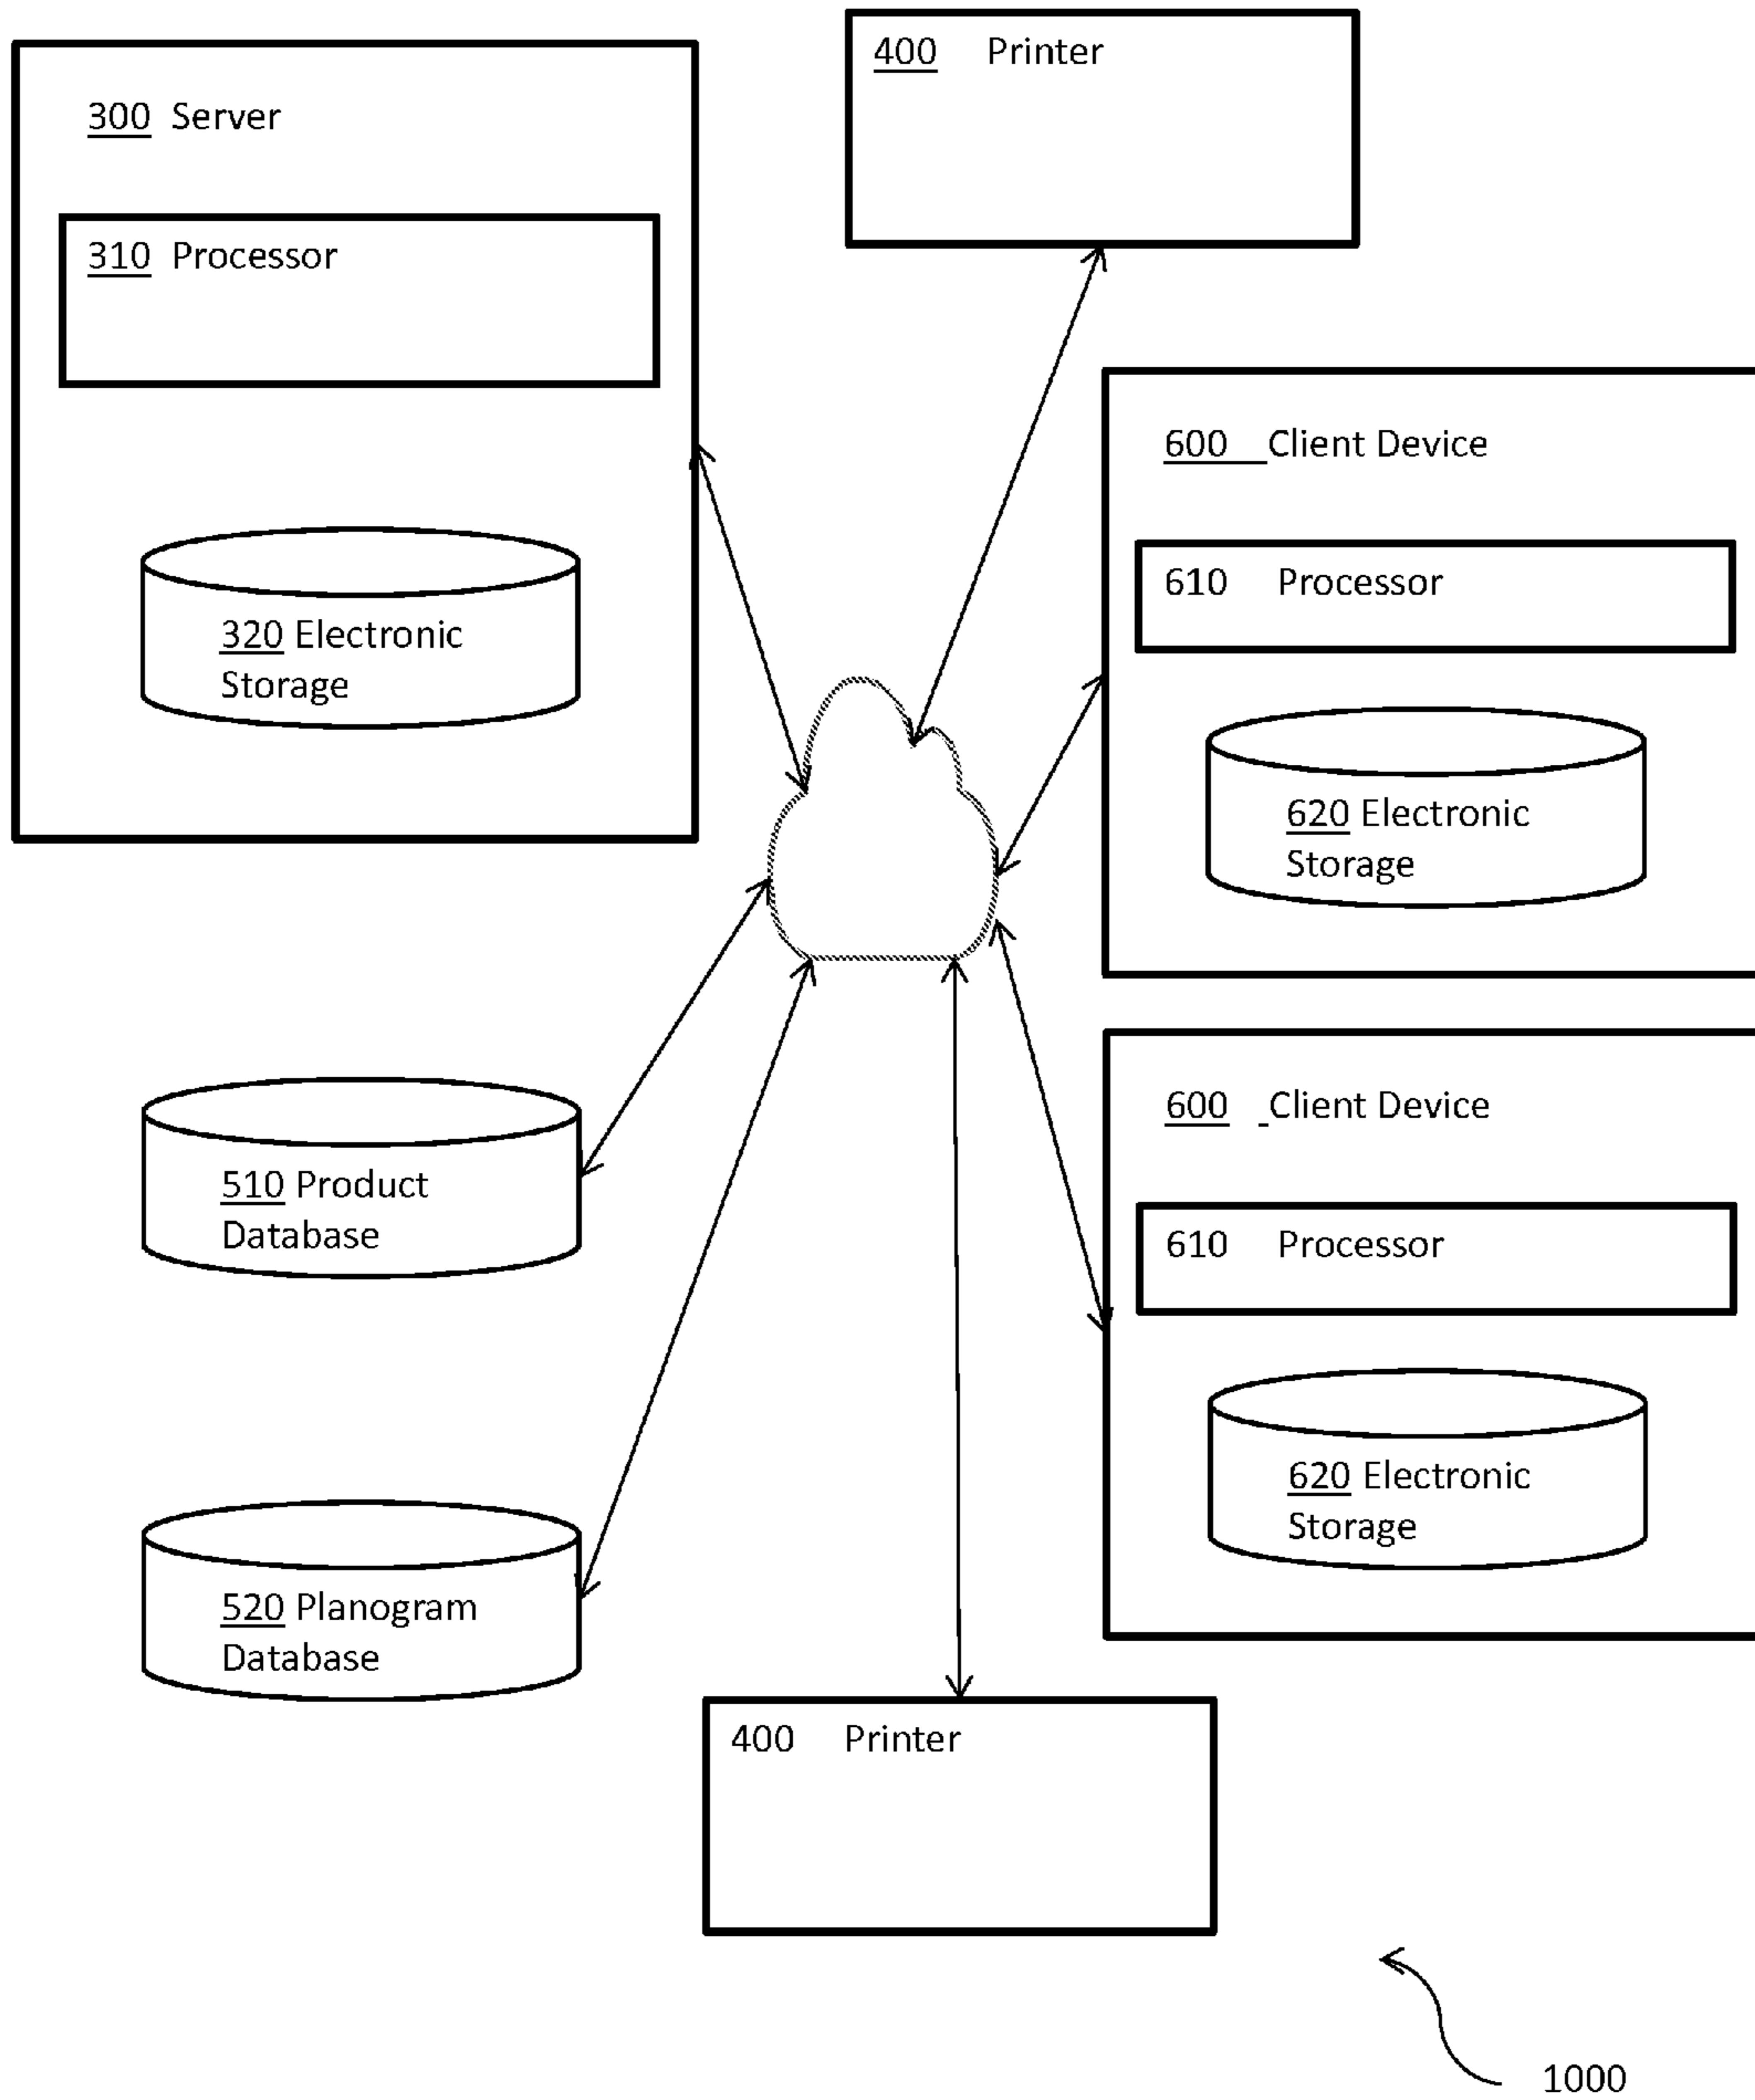 400 Printer
300 Server
310 Processor
320 Electronic
Storage
600 Client Device
610 Processor
620 Electronic
Storage
510 Product
Database
600 Client Device
610 Processor
620 Electronic
Storage
520 Planogram
Database
400 Printer
1000